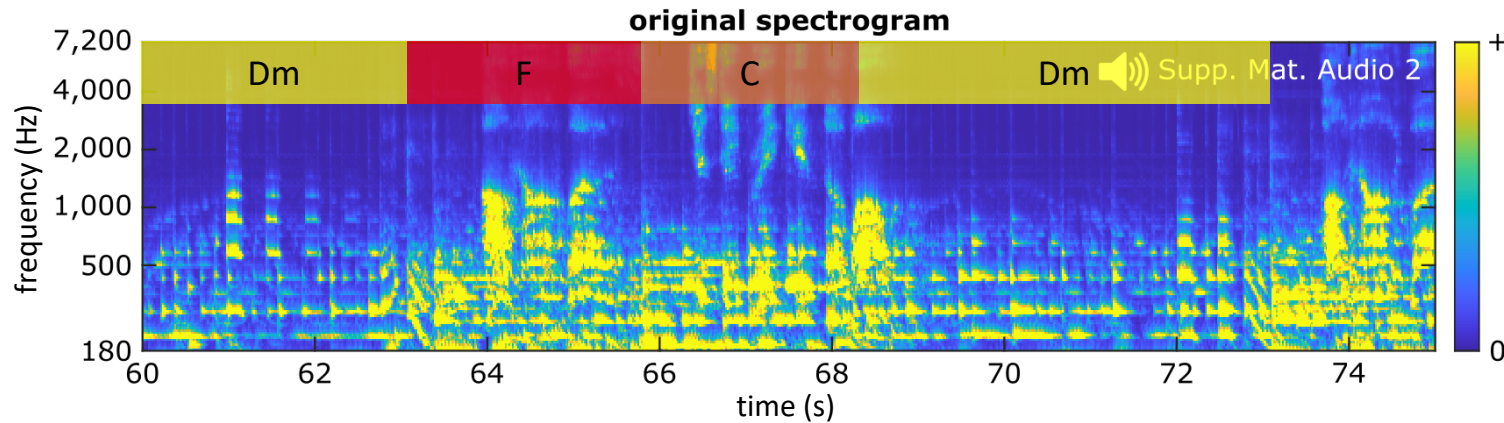 original spectrogram
7,200
4,000
2,000
1,000
500
180
frequency (Hz)
Dm
F
C
Dm
Supp. Mat. Audio 2
60
62
64
66
68
70
72
74
time (s)
+
0